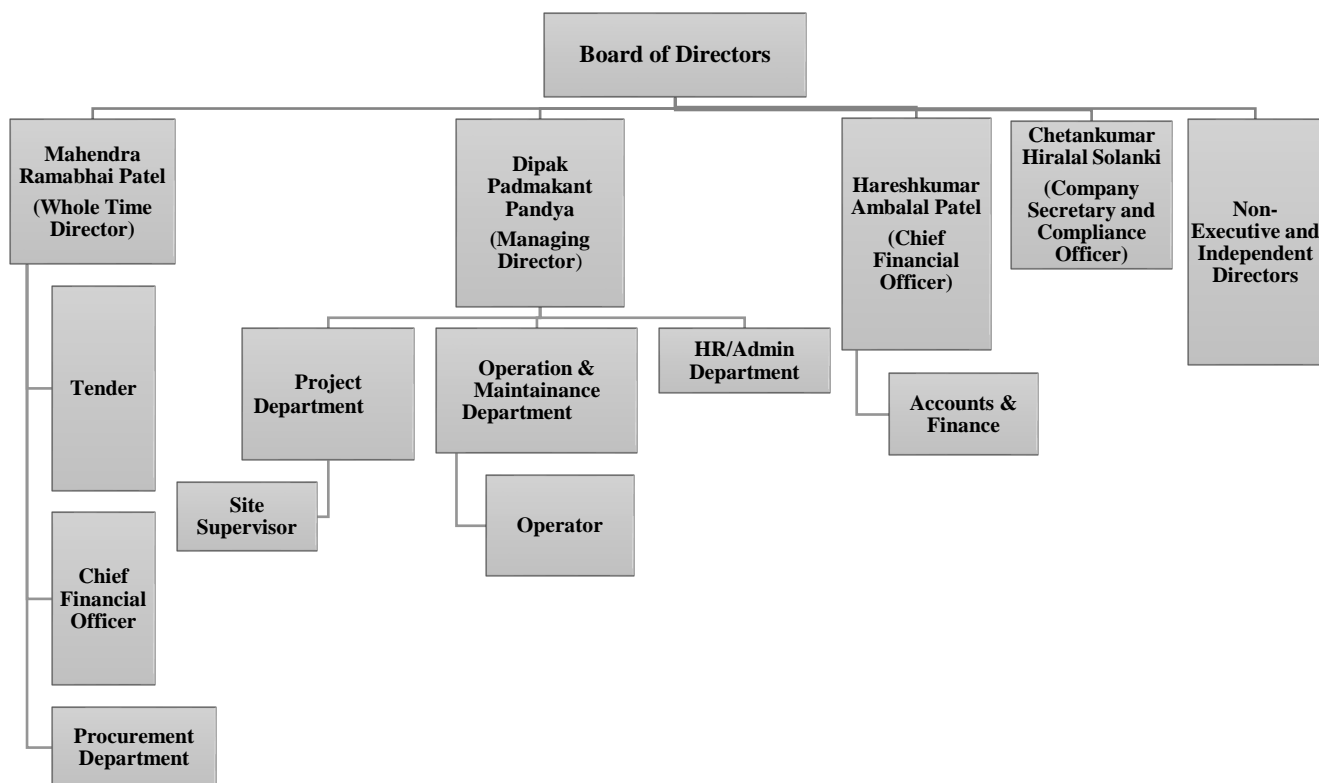 Board of Directors
Mahendra
Ramabhai Patel
(Whole Time
Director)
Dipak
Padmakant
Pandya
(Managing
Director)
Hareshkumar
Ambalal Patel
(Chief
Financial
Officer)
Chetankumar
Hiralal Solanki
(Company
Secretary and
Compliance
Officer)
Non-
Executive and
Independent
Directors
Tender
Chief
Financial
Officer
Procurement
Department
Project
Department
Site
Supervisor
Operation &
Maintainance
Department
Operator
HR/Admin
Department
Accounts &
Finance